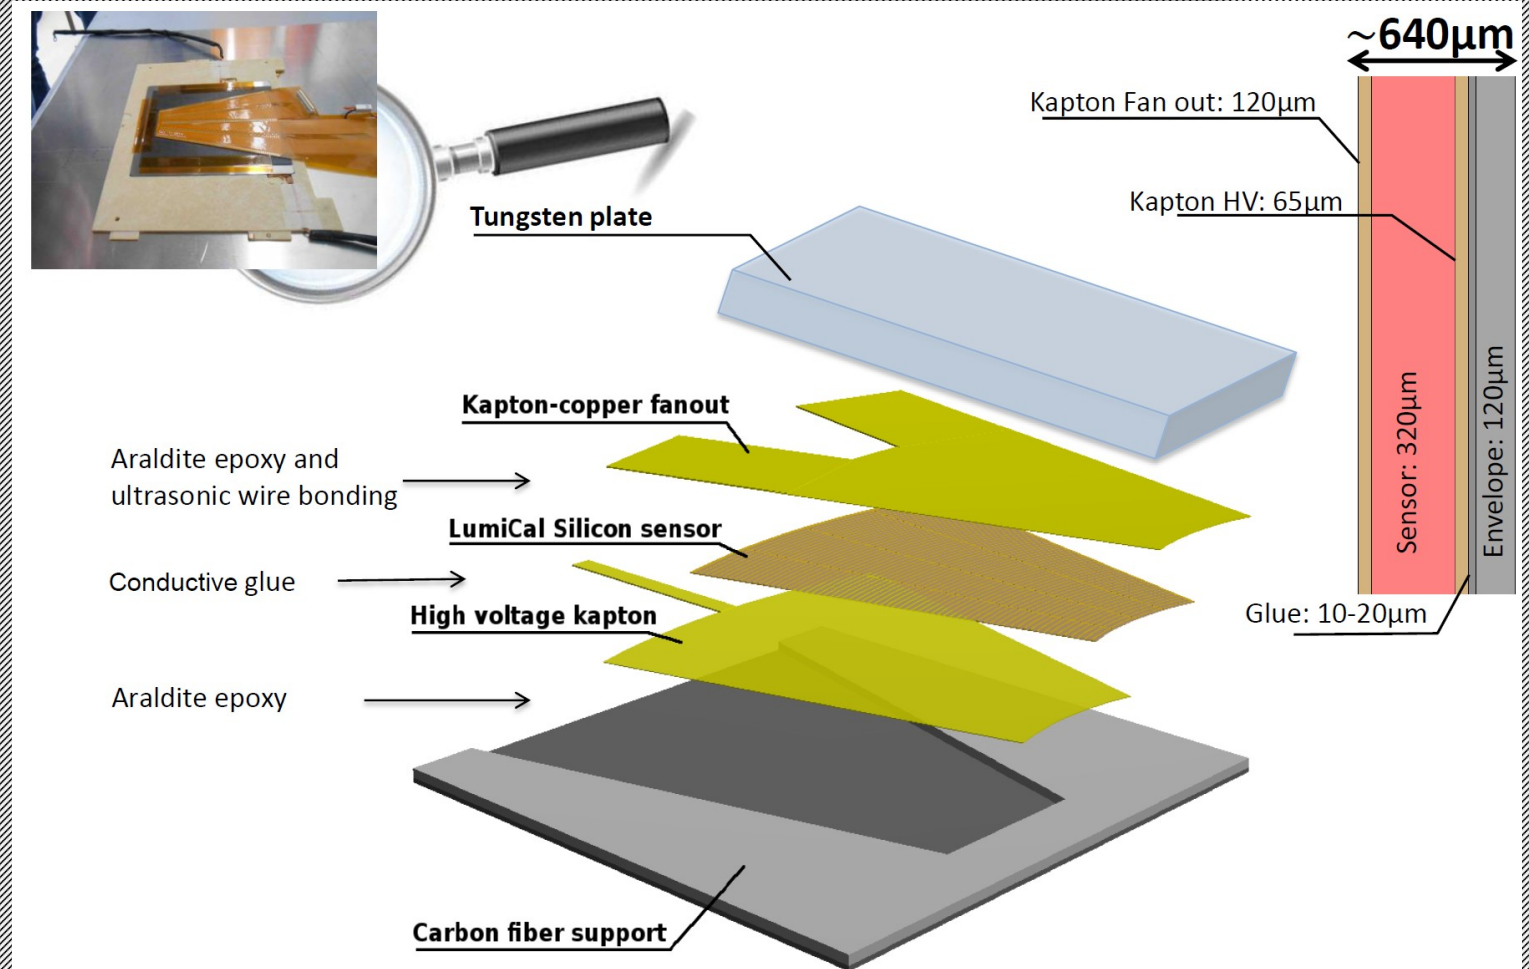 ~640µm
Kapton Fan out: 120µm
Kapton HV: 65µm
Tungsten plate
Kapton-copper fanout
Araldite epoxy and
ultrasonic wire bonding
LumiCal Silicon sensor
Conductive glue
High voltage kapton
Araldite epoxy
Carbon fiber support
Sensor: 320µm
Envelope: 120µm
Glue: 10-20µm